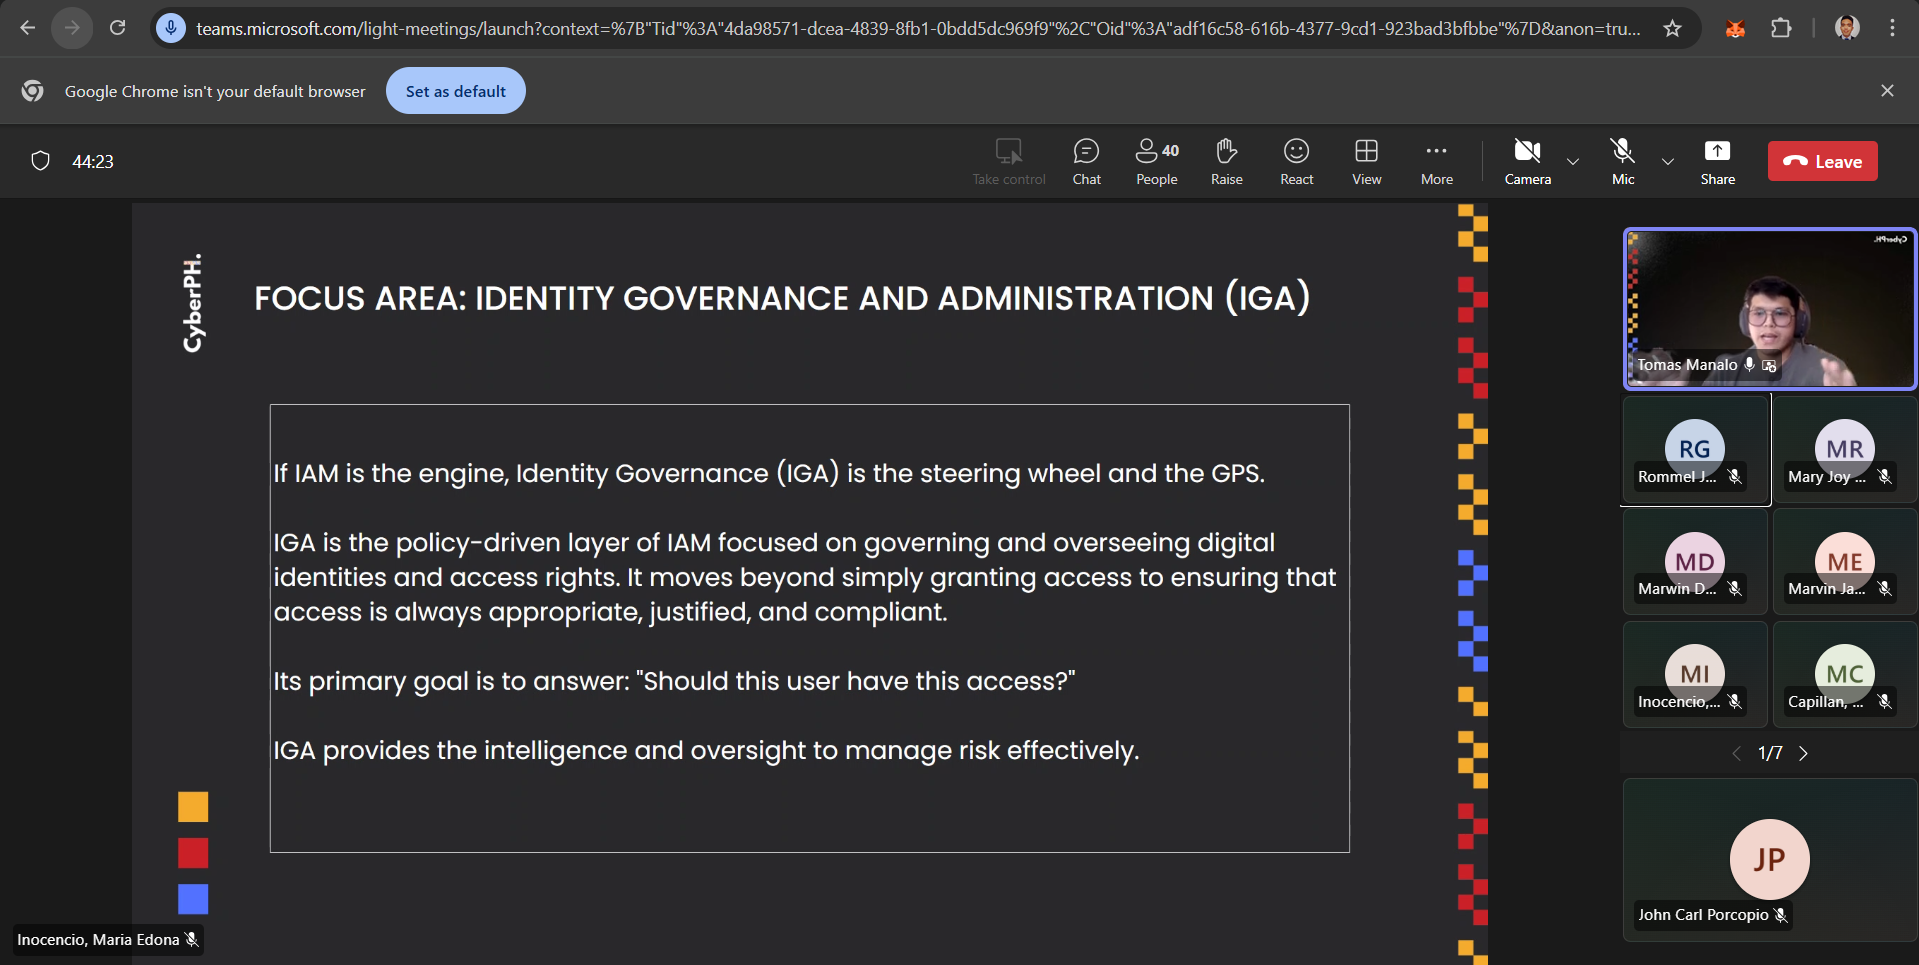 teams.microsoft.com/light-meetings/launch?context=%7B"Tid"%3A"4da98571-dcea-4839-8fb1-0bdd5dc969f9"%2C"Oid"%3A"adf16c58-616b-4377-9cd1-923bad3bfbbe"%7D&anon=tru...
Google Chrome isn't your default browser
Set as default
44:23
Take control
Chat
40
People
Raise
React
View
More
Camera
Mic
Share
Leave
CyberPH.
FOCUS AREA: IDENTITY GOVERNANCE AND ADMINISTRATION (IGA)
If IAM is the engine, Identity Governance (IGA) is the steering wheel and the GPS.
IGA is the policy-driven layer of IAM focused on governing and overseeing digital
identities and access rights. It moves beyond simply granting access to ensuring that
access is always appropriate, justified, and compliant.
Its primary goal is to answer: "Should this user have this access?"
IGA provides the intelligence and oversight to manage risk effectively.
Inocencio, Maria Edona
CyberPH.
Tomas Manalo
RG
Rommel J...
MR
Mary Joy ...
MD
Marwin D...
ME
Marvin Ja...
MI
Inocencio,...
MC
Capillan, ...
1/7
JP
John Carl Porcopio